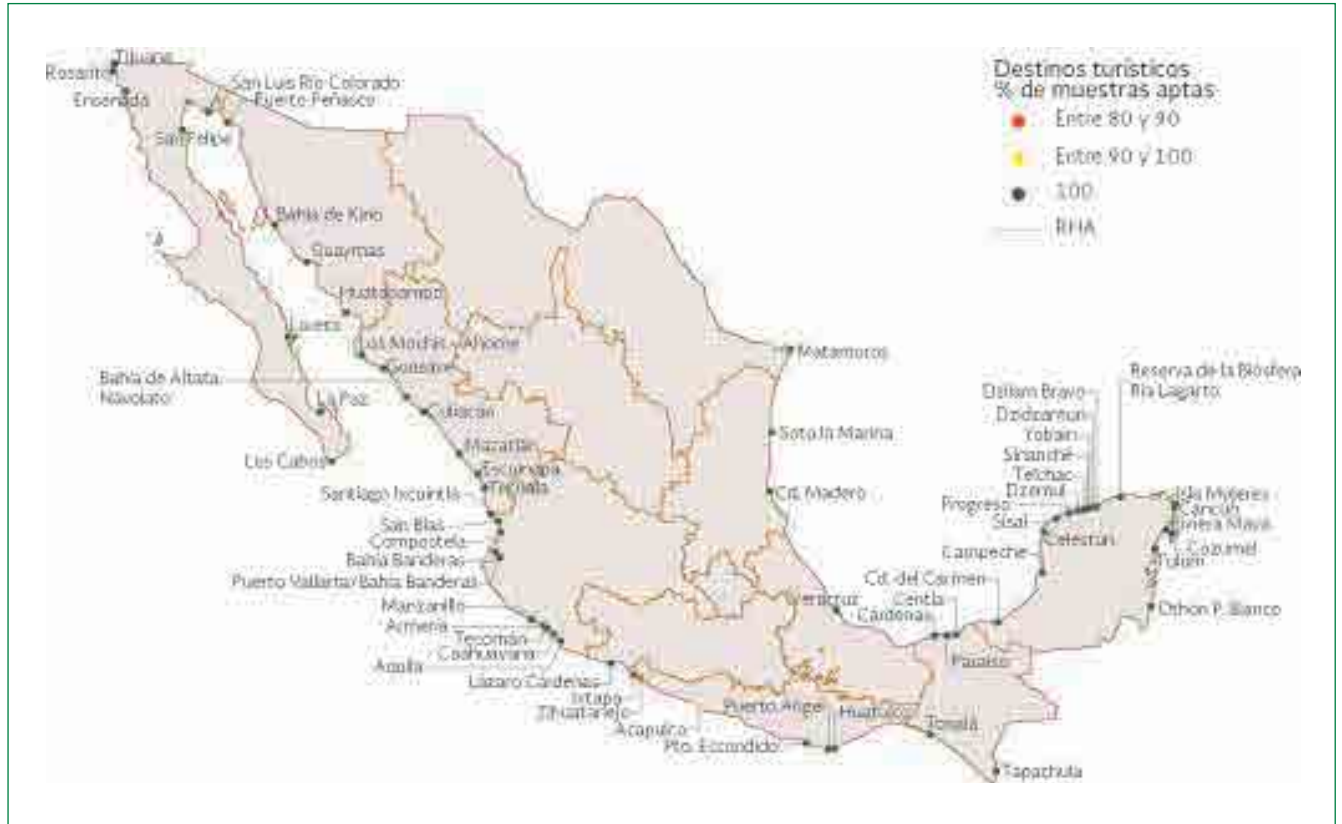 Destinos turísticos
% de muestras aptas
Entre 80 y 90
Entre 90 y 100
100
RHA
Tijuana
Rosarito
Ensenada
San Luis Río Colorado
Puerto Peñasco
San Felipe
Bahía de Kino
Guaymas
Huatabampo
Loreto
Los Mochis - Ahome
Guasave
Bahía de Altata
Navolato
La Paz
Culiacán
Los Cabos
Mazatlán
Escuinapa
Tecuala
Santiago Ixcuintla
San Blas
Compostela
Bahía Banderas
Puerto Vallarta/Bahía Banderas
Manzanillo
Armería
Tecomán
Coahuayana
Aquila
Lázaro Cárdenas
Ixtapa
Zihuatanejo
Acapulco
Pto. Escondido
Puerto Angel
Huatulco
Tonalá
Tapachula
Matamoros
Soto la Marina
Cd. Madero
Veracruz
Cárdenas
Centla
Paraíso
Cd. del Carmen
Campeche
Celestún
Sisal
Progreso
Dzemul
Telchac
Sinanché
Yobaín
Dzidzantun
Dzilam Bravo
Reserva de la Biósfera
Ría Lagarto
Isla Mujeres
Cancún
Riviera Maya
Cozumel
Tulum
Othon P. Blanco